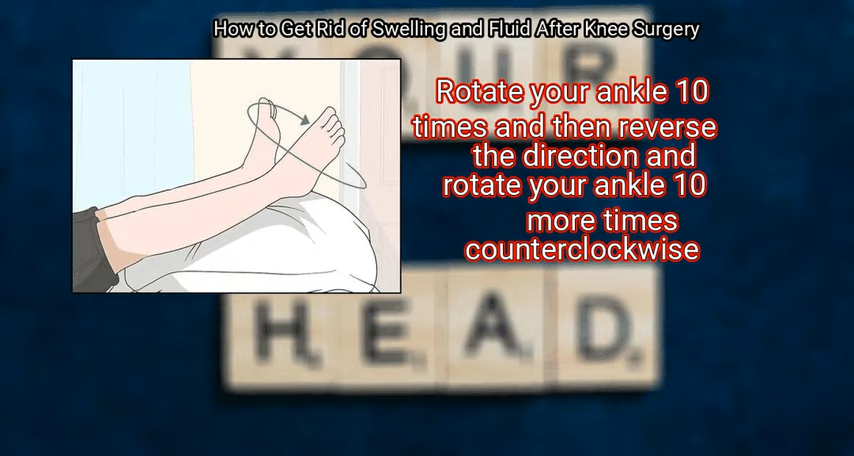 How to Get Rid of Swelling and Fluid After Knee Surgery
YOUR
Rotate your ankle 10
times and then reverse
the direction and
rotate your ankle 10
more times
counterclockwise
HEAD